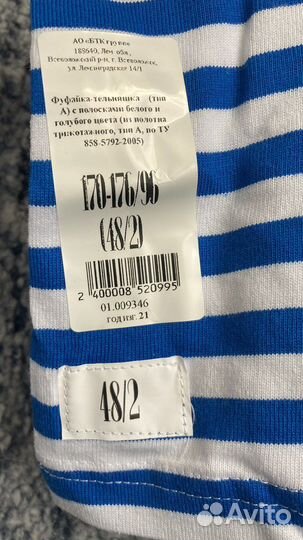 АО «БТК групп»
188640, Лен. обл.,
Всеволожский р-н, г. Всеволожск,
ул. Ленинградская 14/1
Фуфайка-тельняшка (тип
А) с полосками белого и
голубого цвета (из полотна
трикотажного, тип А, по ТУ
858-5792-2005)
170-176/96
(48/2)
2 400008 520995
01.009346
год изг. 21
48/2
Avito